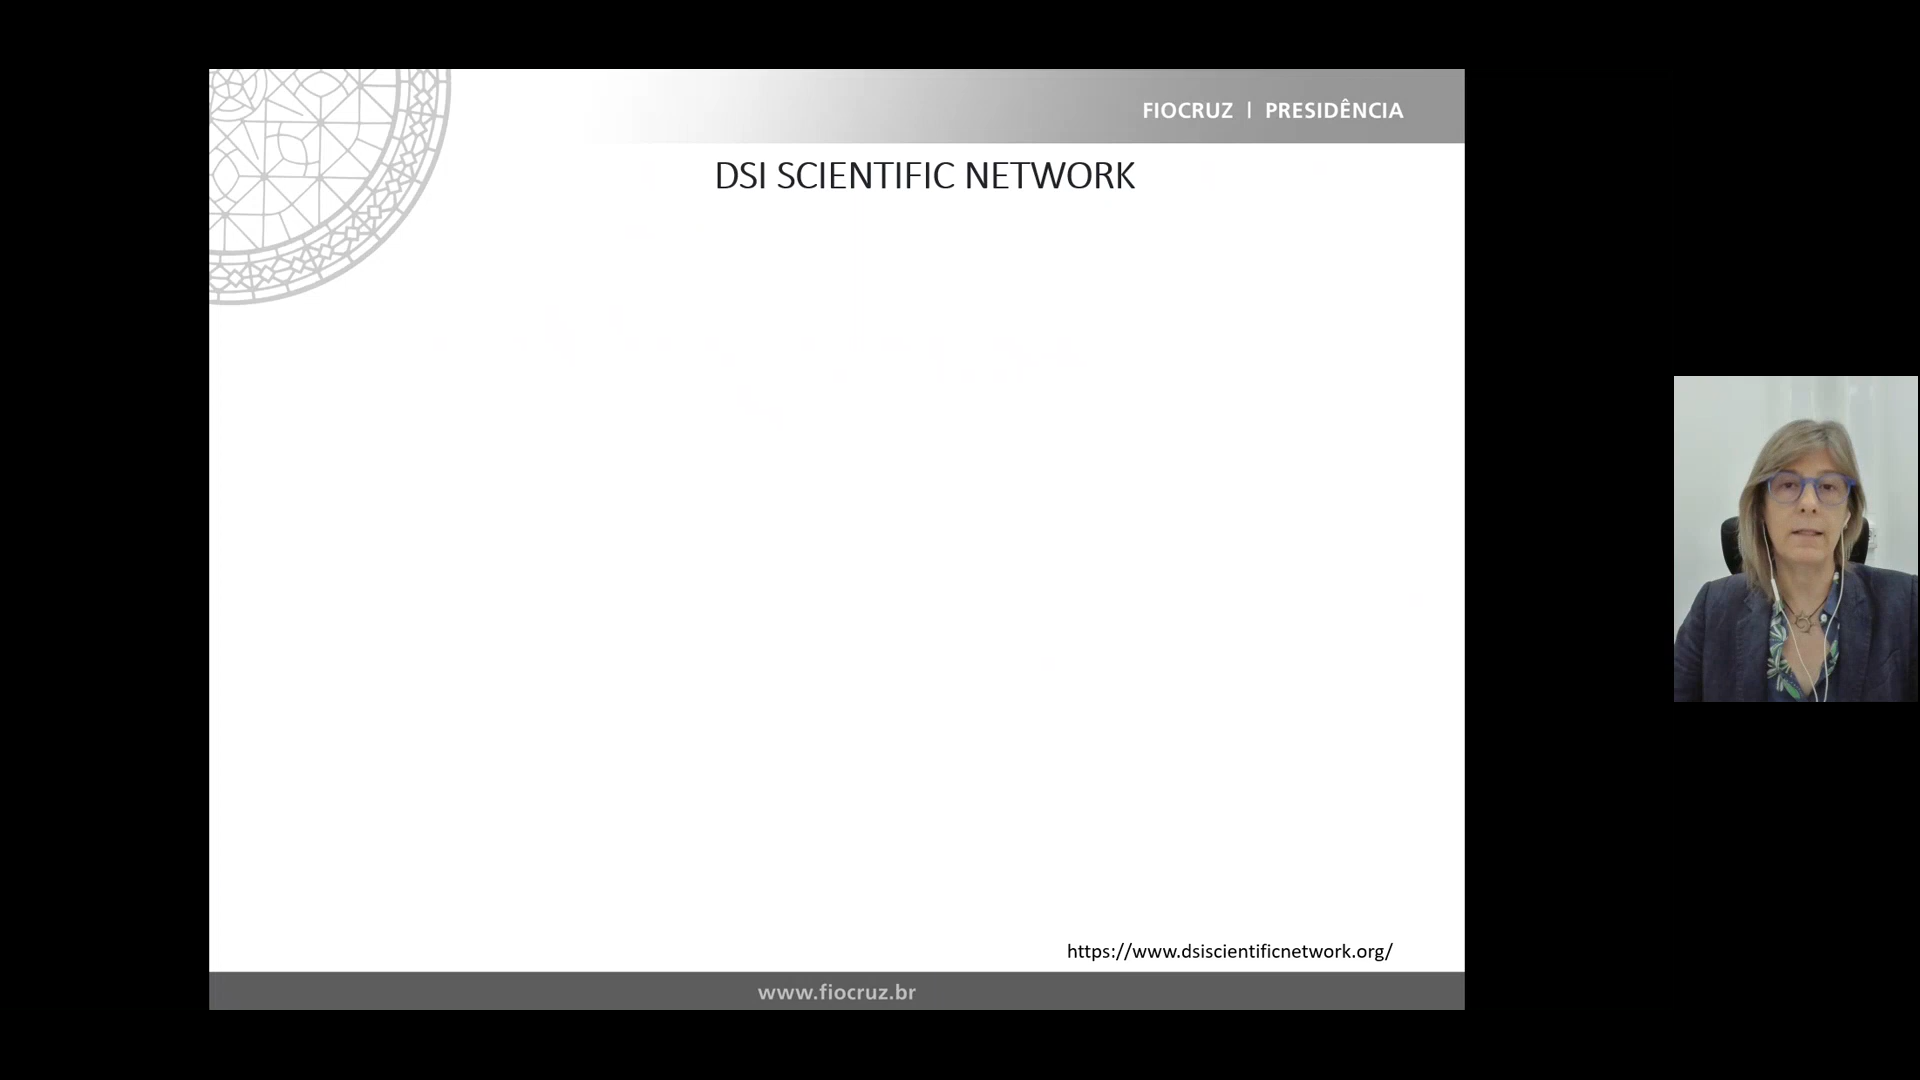 FIOCRUZ | PRESIDÊNCIA
DSI SCIENTIFIC NETWORK
https://www.dsiscientificnetwork.org/
www.fiocruz.br